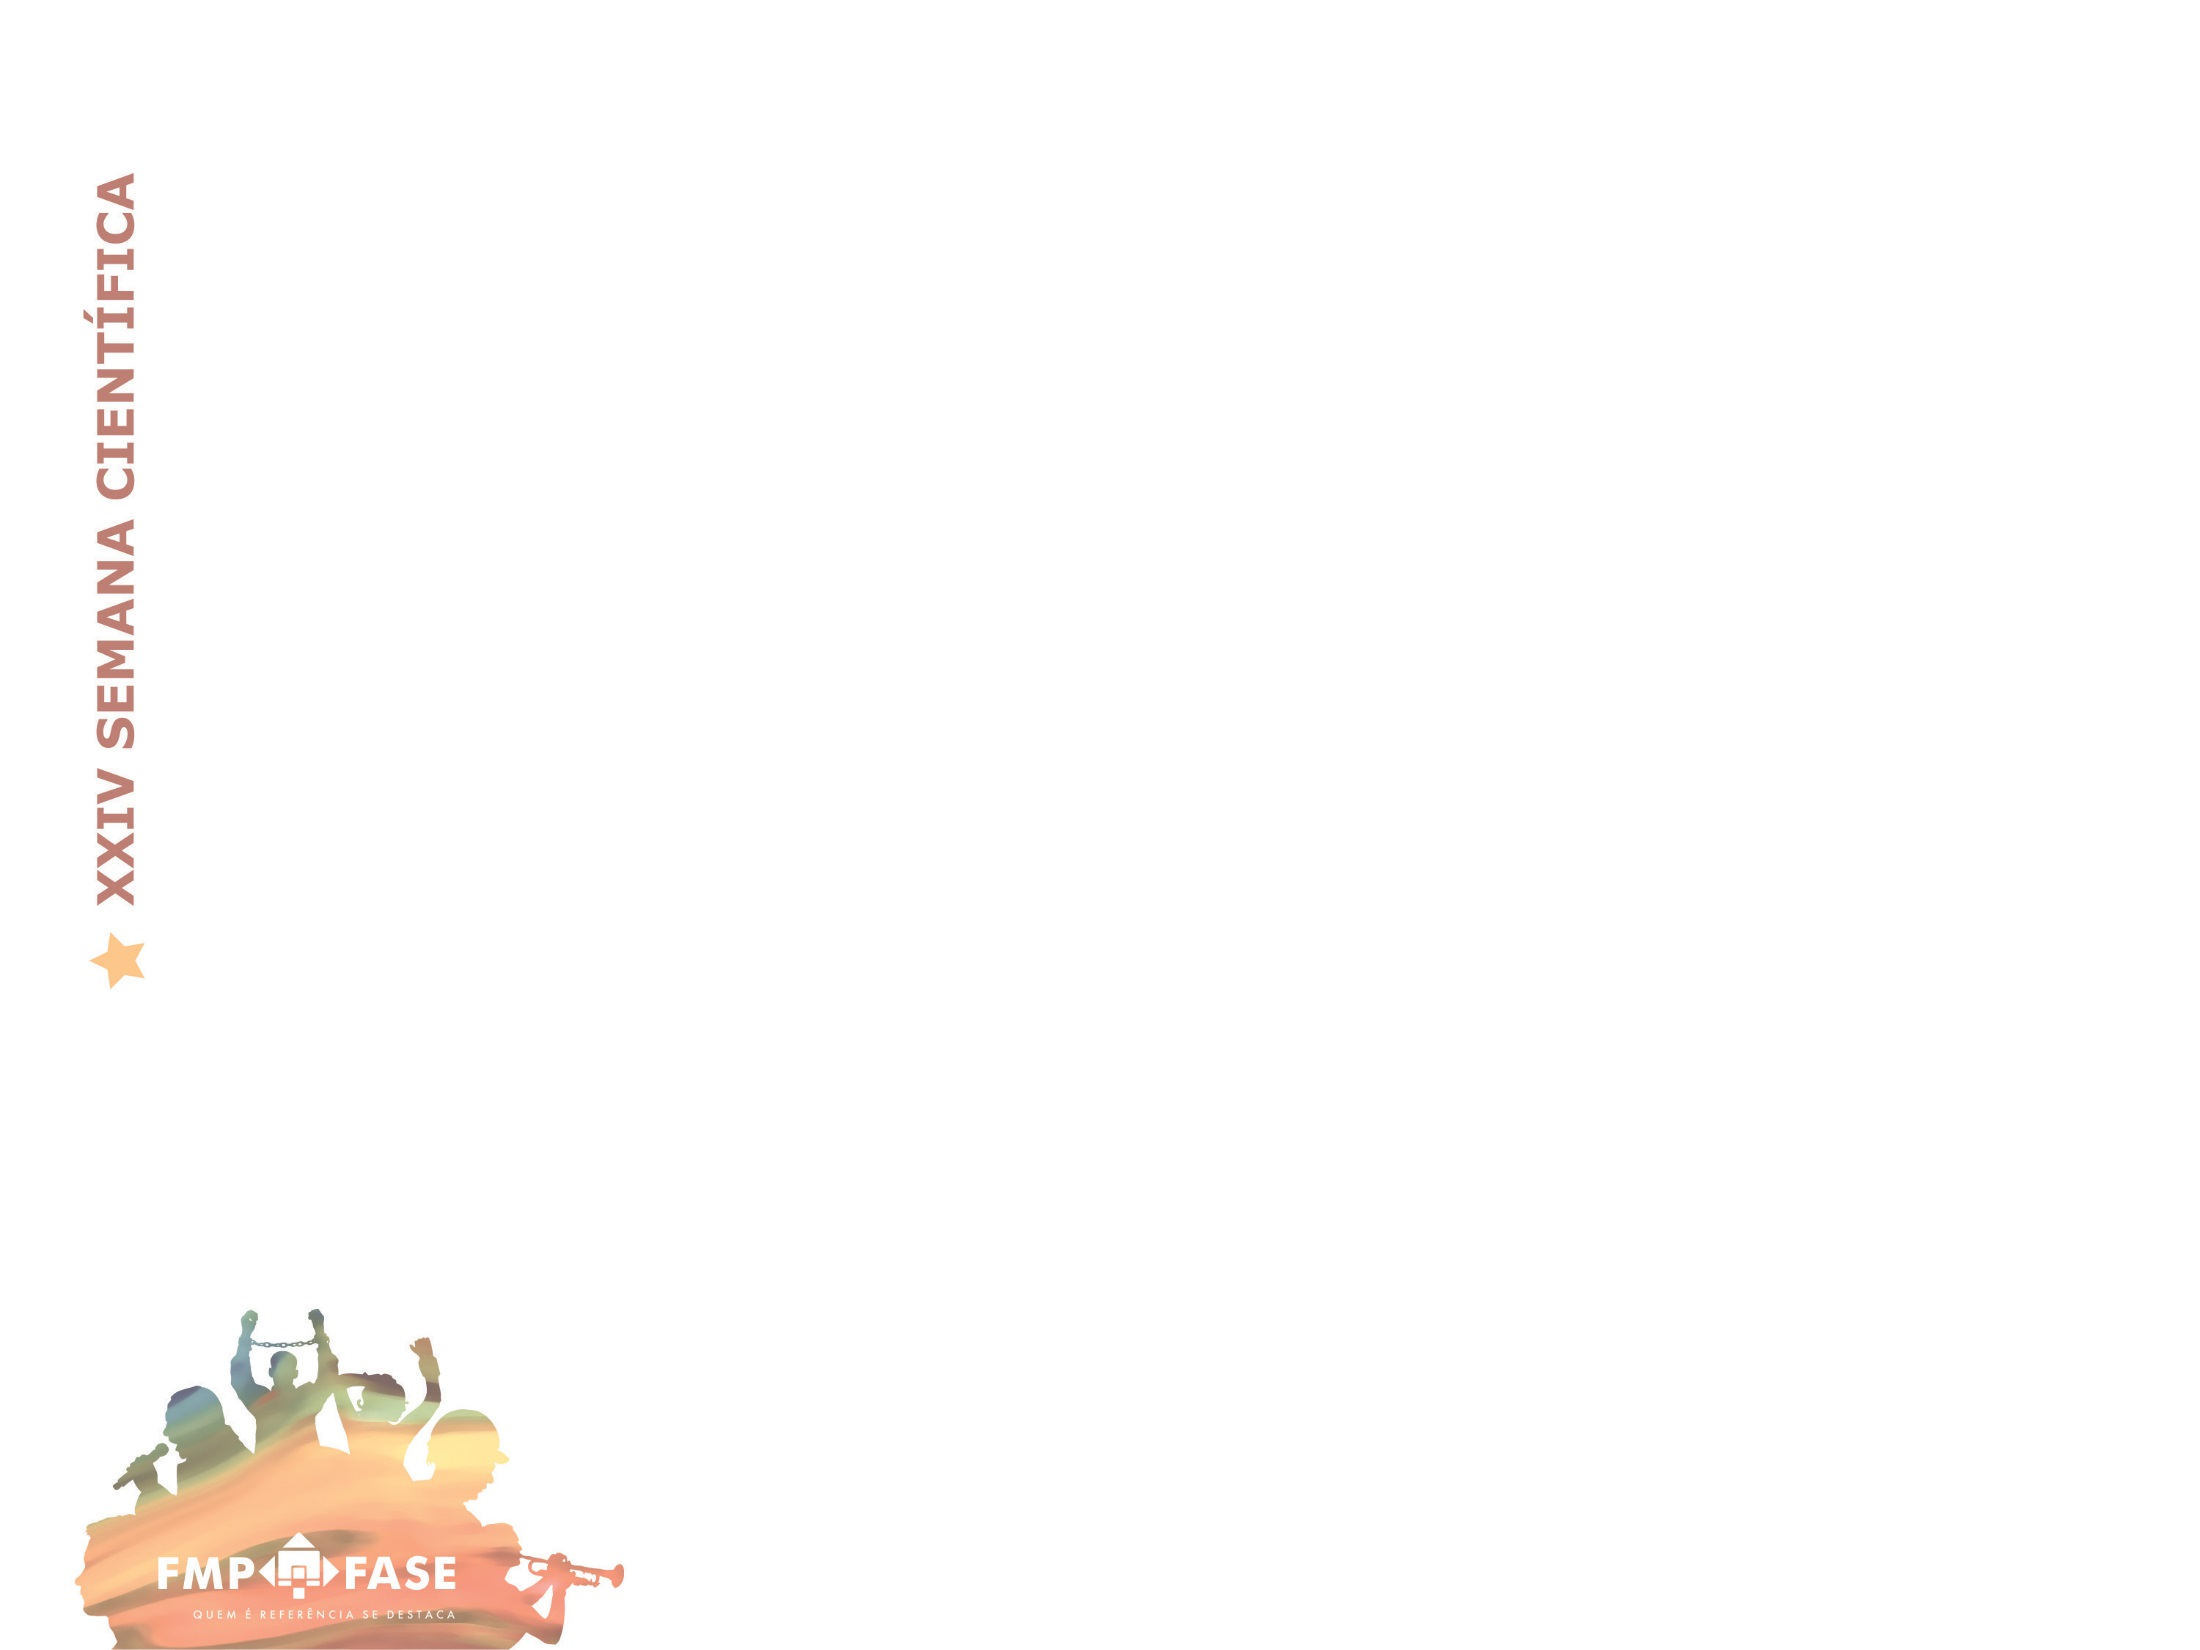 XXIV SEMANA CIENTÍFICA
FMP FASE
QUEM É REFERÊNCIA SE DESTACA